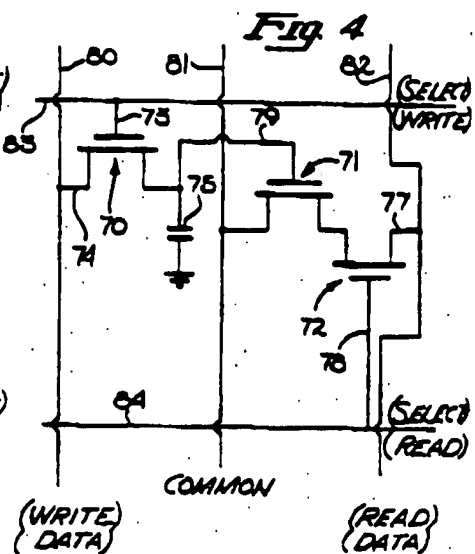 Fig. 4
80
81
82
(SELECT)
(WRITE)
83
73
79
71
75
77
74
70
72
78
84
(SELECT)
(READ)
COMMON
(WRITE)
(DATA)
(READ)
(DATA)